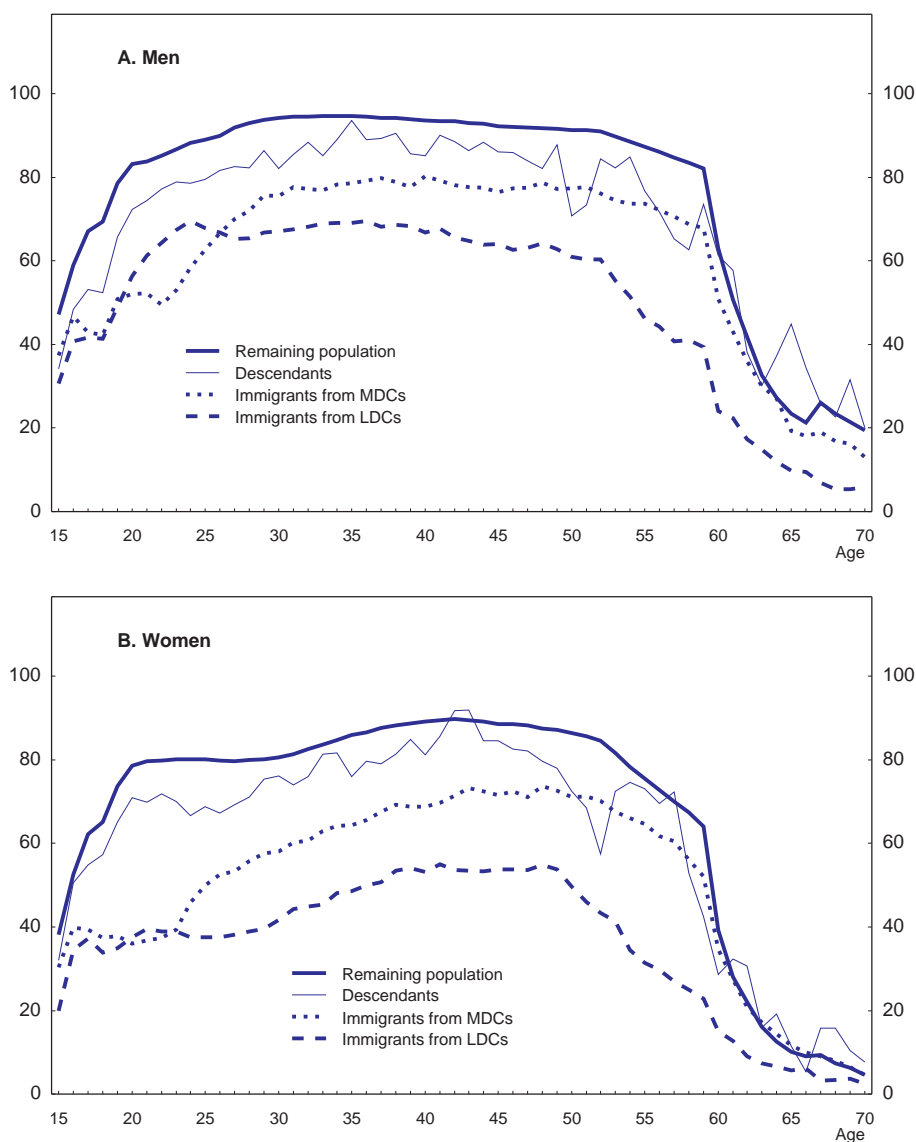 A. Men
100 100
80 80
60 60
40 40
20 20
0 0
Remaining population
Descendants
Immigrants from MDCs
Immigrants from LDCs
15 20 25 30 35 40 45 50 55 60 65 70
Age
B. Women
100 100
80 80
60 60
40 40
20 20
0 0
Remaining population
Descendants
Immigrants from MDCs
Immigrants from LDCs
15 20 25 30 35 40 45 50 55 60 65 70
Age